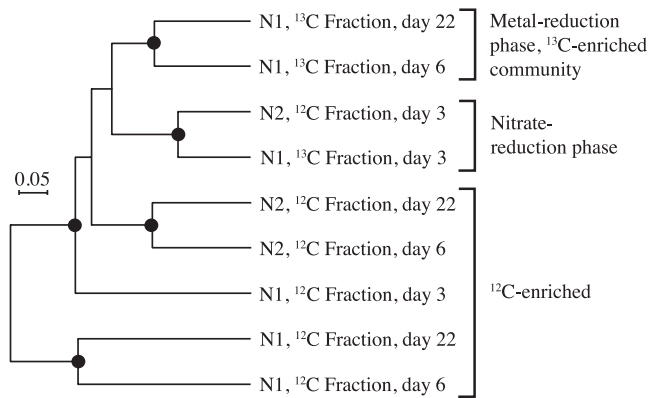 N1, ¹³C Fraction, day 22
N1, ¹³C Fraction, day 6
Metal-reduction
phase, ¹³C-enriched
community
N2, ¹²C Fraction, day 3
N1, ¹³C Fraction, day 3
Nitrate-
reduction phase
0.05
N2, ¹²C Fraction, day 22
N2, ¹²C Fraction, day 6
N1, ¹²C Fraction, day 3
N1, ¹²C Fraction, day 22
N1, ¹²C Fraction, day 6
¹²C-enriched